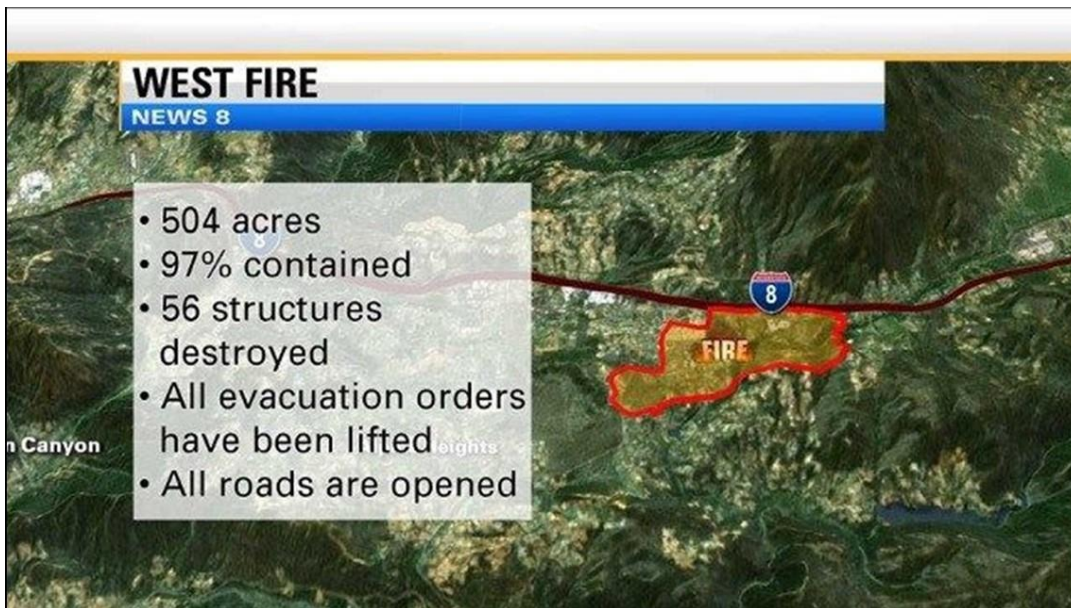 WEST FIRE
NEWS 8
• 504 acres
8
• 97% contained
• 56 structures
destroyed
• All evacuation orders
have been lifted
• All roads are opened
8
FIRE
n Canyon
eights